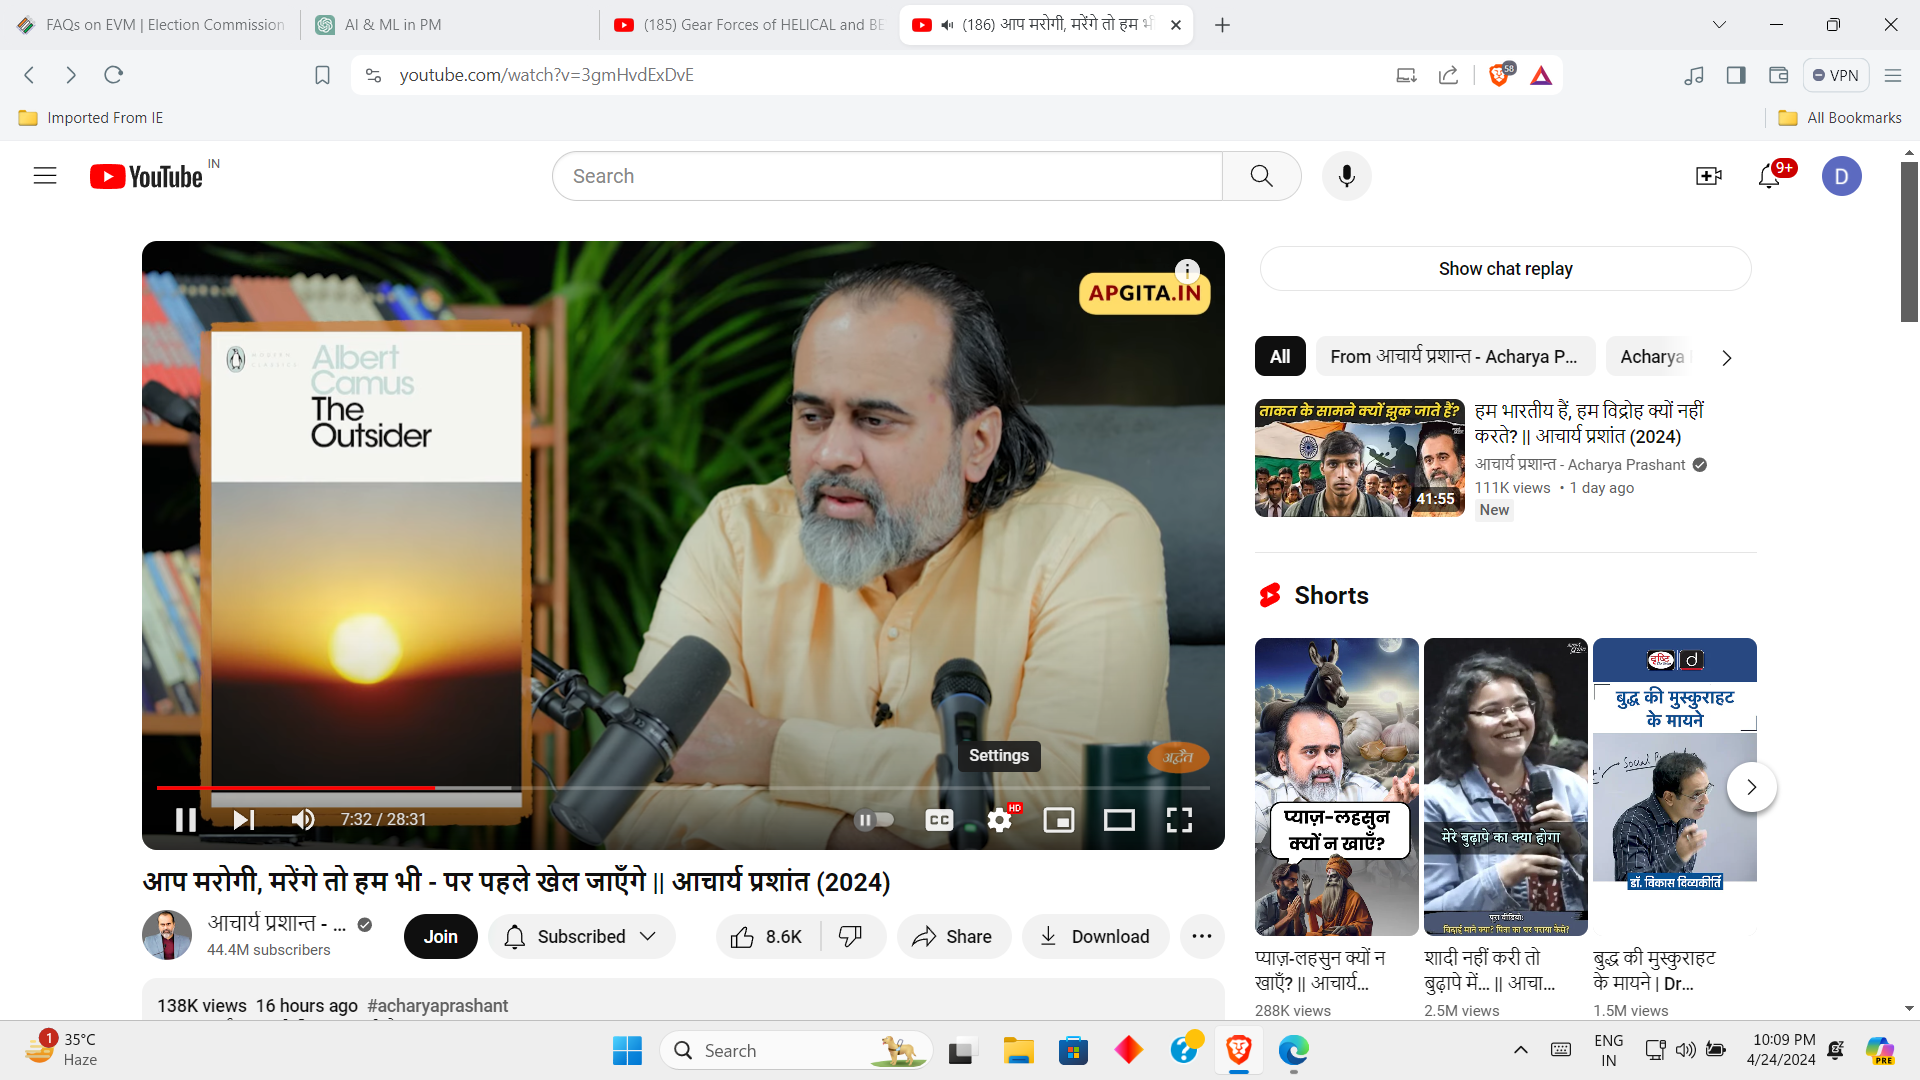 FAQs on EVM | Election Commission
AI & ML in PM
(185) Gear Forces of HELICAL and BE
(186) आप मरोगी, मरेंगे तो हम भी
youtube.com/watch?v=3gmHvdExDvE
58
VPN
Imported From IE
All Bookmarks
YouTube IN
Search
9+
D
APGITA.IN
MODERN
CLASSICS
Albert
Camus
The
Outsider
Settings
अद्वैत
HD
CC
7:32 / 28:31
आप मरोगी, मरेंगे तो हम भी - पर पहले खेल जाएँगे || आचार्य प्रशांत (2024)
आचार्य प्रशान्त - ...
44.4M subscribers
Join
Subscribed
8.6K
Share
Download
138K views 16 hours ago #acharyaprashant
Show chat replay
All
From आचार्य प्रशान्त - Acharya P...
Acharya
ताकत के सामने क्यों झुक जाते हैं?
41:55
हम भारतीय हैं, हम विद्रोह क्यों नहीं
करते? || आचार्य प्रशांत (2024)
आचार्य प्रशान्त - Acharya Prashant
111K views • 1 day ago
New
Shorts
प्याज़-लहसुन
क्यों न खाएँ?
मेरे बुढ़ापे का क्या होगा
पूरा वीडियो:
दृष्टि
d
बुद्ध की मुस्कुराहट
के मायने
डॉ. विकास दिव्यकीर्ति
प्याज़-लहसुन क्यों न
खाएँ? || आचार्य...
288K views
शादी नहीं करी तो
बुढ़ापे में... || आचा...
2.5M views
बुद्ध की मुस्कुराहट
के मायने | Dr...
1.5M views
1
35°C
Haze
Search
ENG
IN
10:09 PM
4/24/2024
PRE